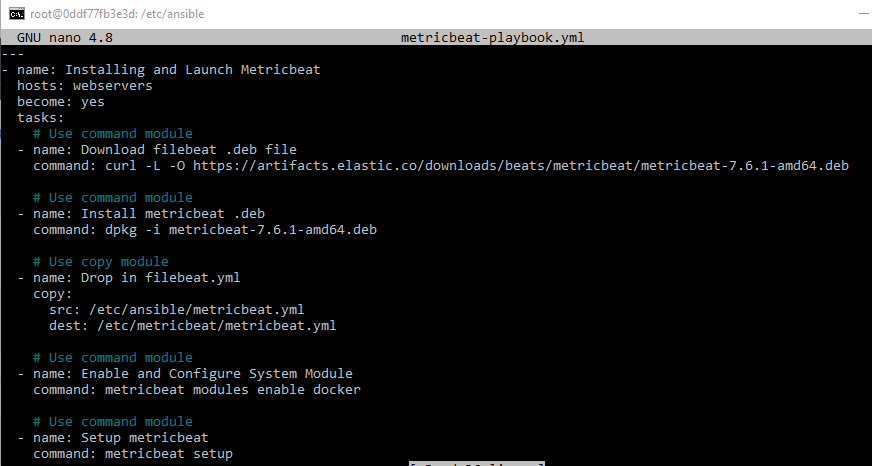 root@0ddf77fb3e3d: /etc/ansible
GNU nano 4.8 metricbeat-playbook.yml
---
- name: Installing and Launch Metricbeat
  hosts: webservers
  become: yes
  tasks:
    # Use command module
  - name: Download filebeat .deb file
    command: curl -L -O https://artifacts.elastic.co/downloads/beats/metricbeat/metricbeat-7.6.1-amd64.deb
    # Use command module
  - name: Install metricbeat .deb
    command: dpkg -i metricbeat-7.6.1-amd64.deb
    # Use copy module
  - name: Drop in filebeat.yml
    copy:
      src: /etc/ansible/metricbeat.yml
      dest: /etc/metricbeat/metricbeat.yml
    # Use command module
  - name: Enable and Configure System Module
    command: metricbeat modules enable docker
    # Use command module
  - name: Setup metricbeat
    command: metricbeat setup